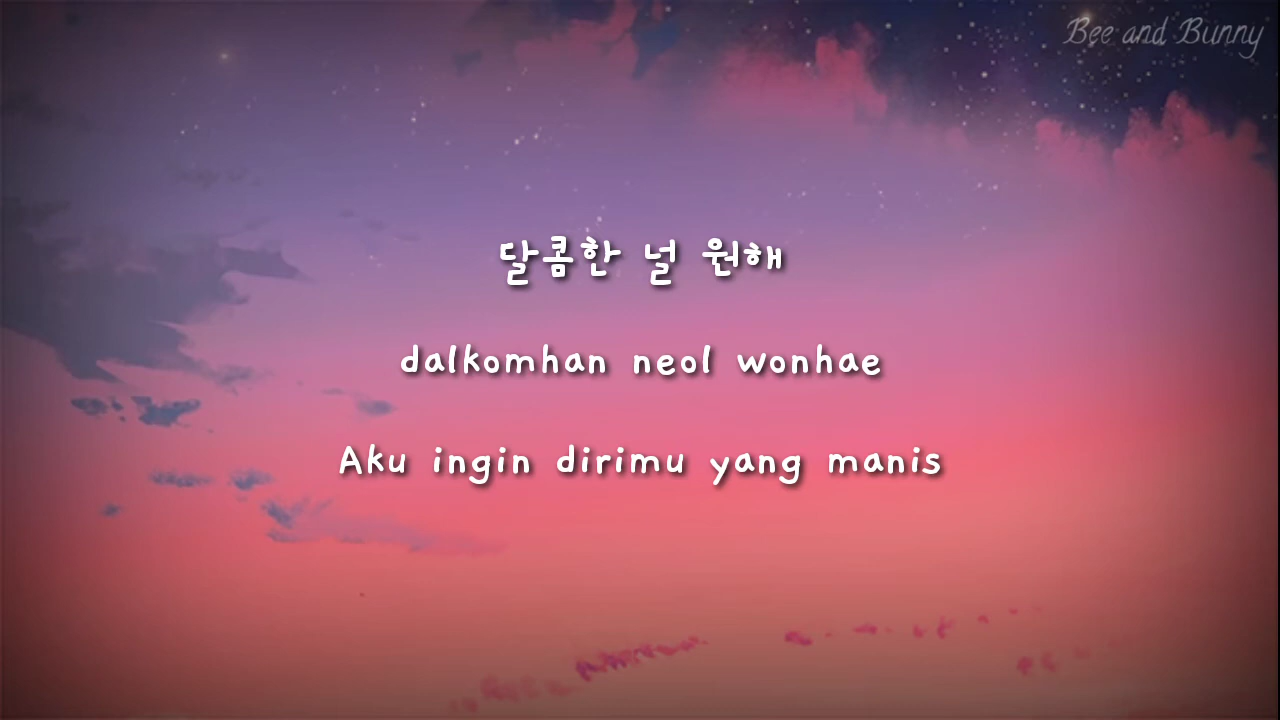 Bee and Bunny
달콤한 널 원해
dalkomhan neol wonhae
Aku ingin dirimu yang manis